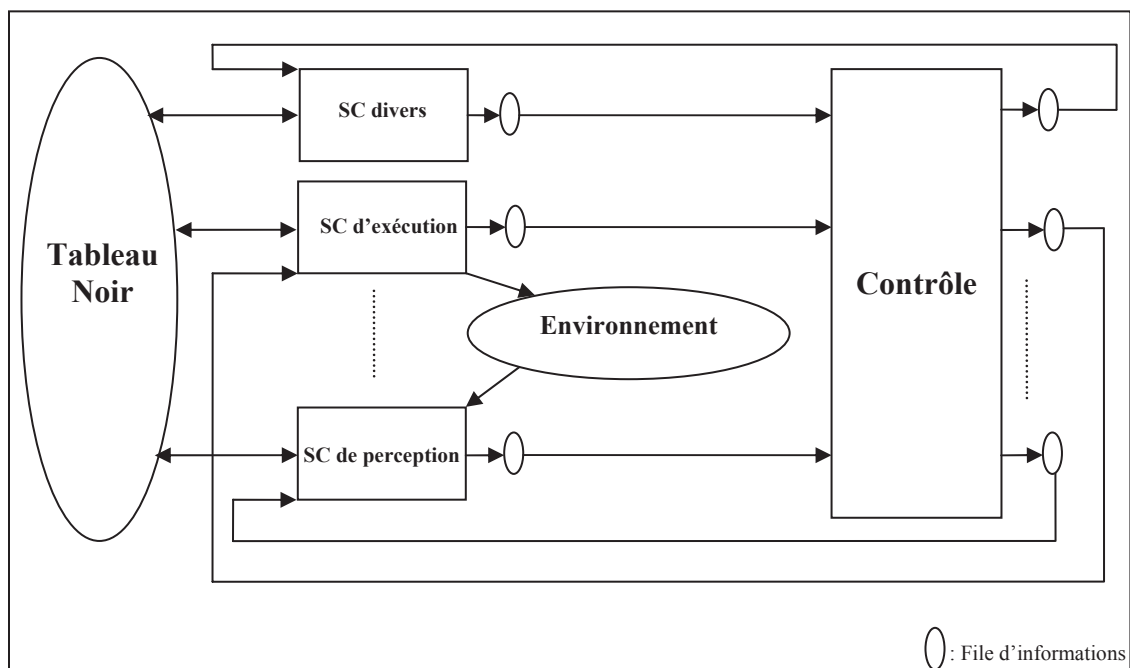 SC divers
SC d’exécution
Tableau
Noir
Contrôle
Environnement
SC de perception
: File d’informations